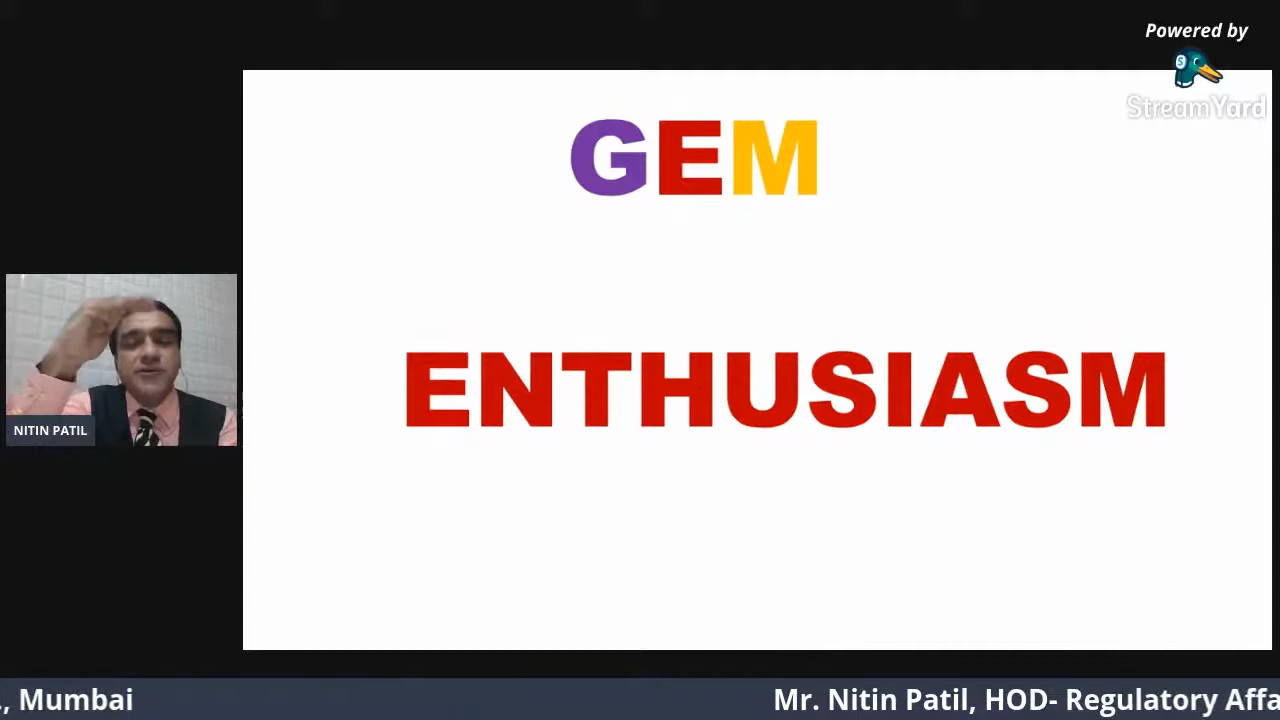 Powered by
StreamYard
GEM
ENTHUSIASM
NITIN PATIL
., Mumbai
Mr. Nitin Patil, HOD- Regulatory Affa